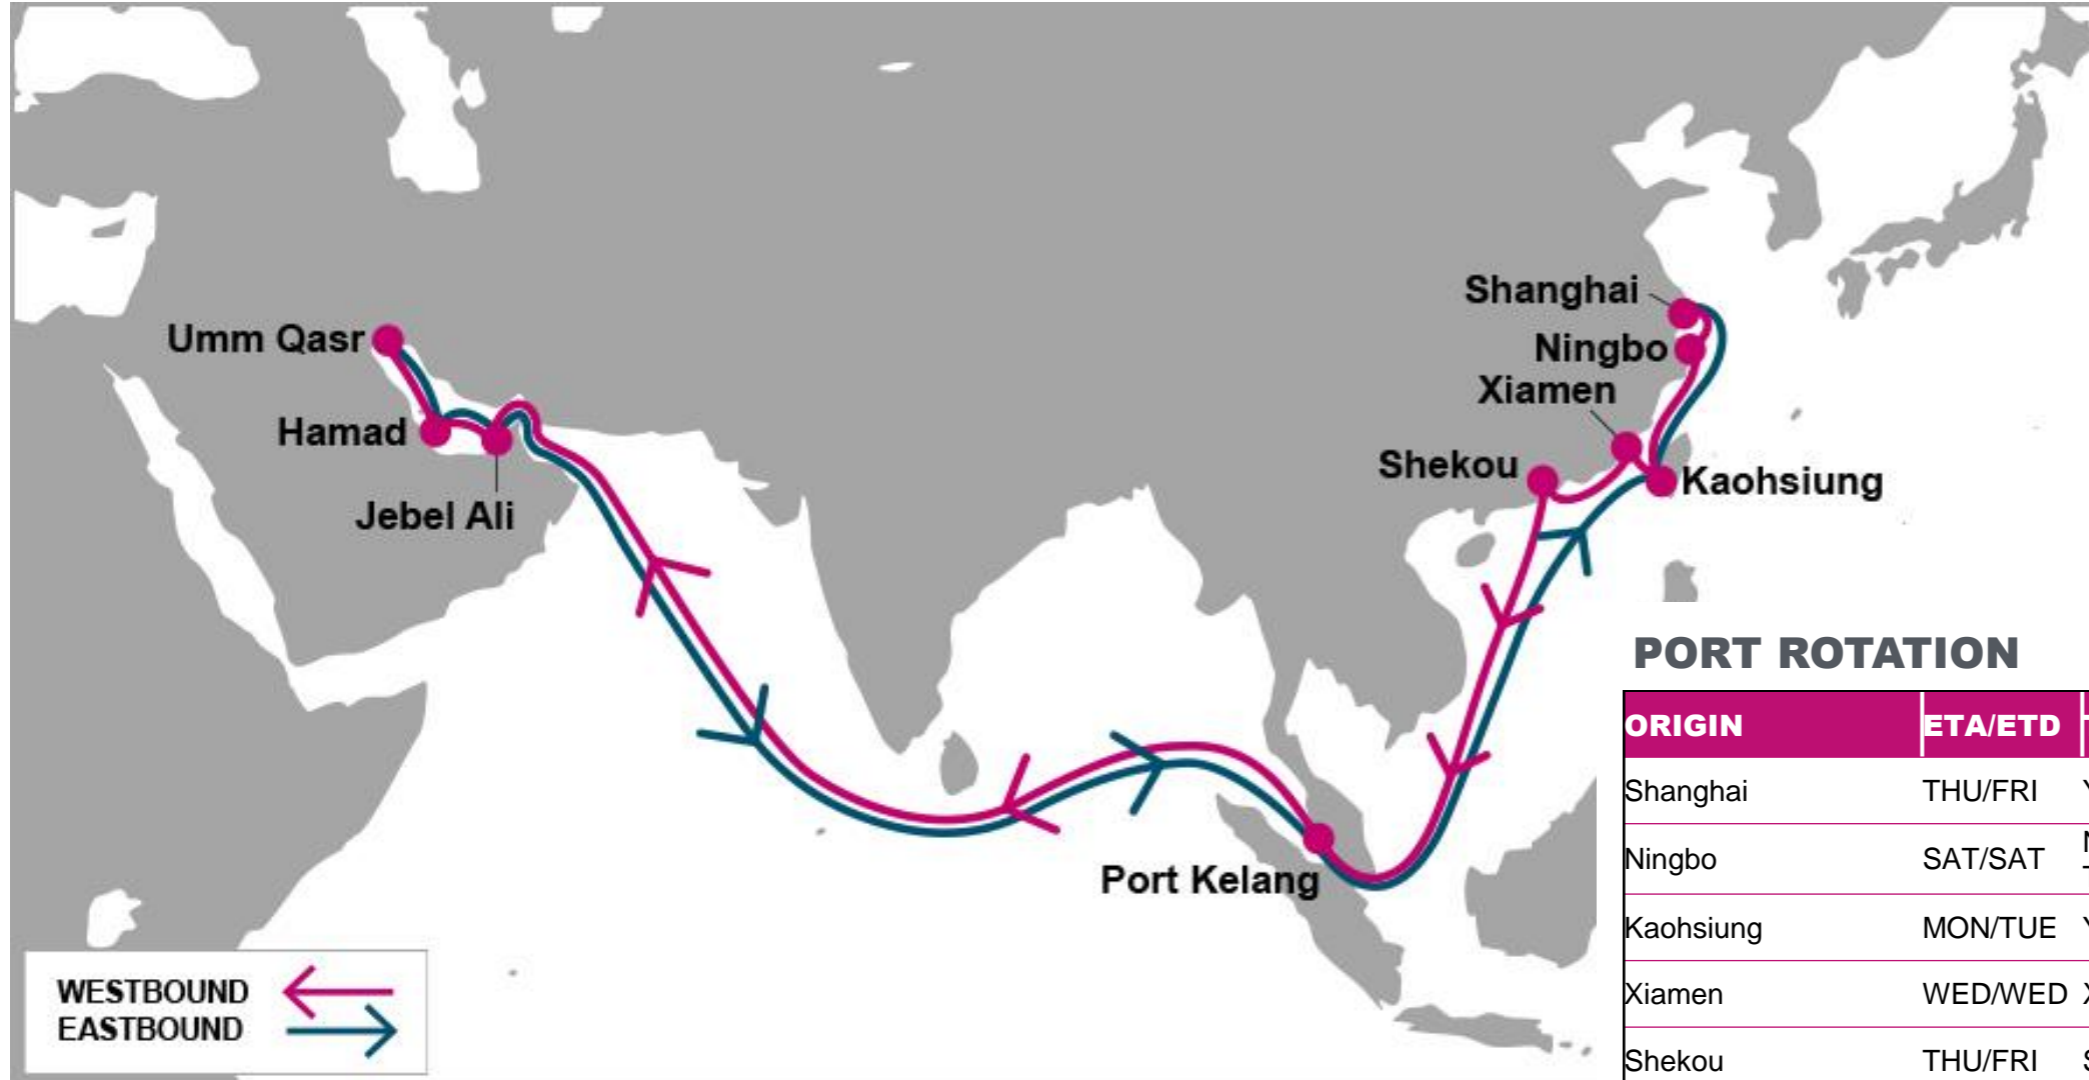 Shanghai
Umm Qasr
Ningbo
Xiamen
Hamad
Shekou
Kaohsiung
Jebel Ali
PORT ROTATION
ORIGIN ETA/ETD
Shanghai THU/FRI
Port Kelang
Ningbo SAT/SAT
Kaohsiung MON/TUE
WESTBOUND
EASTBOUND
Xiamen WED/WED
Shekou THU/FRI